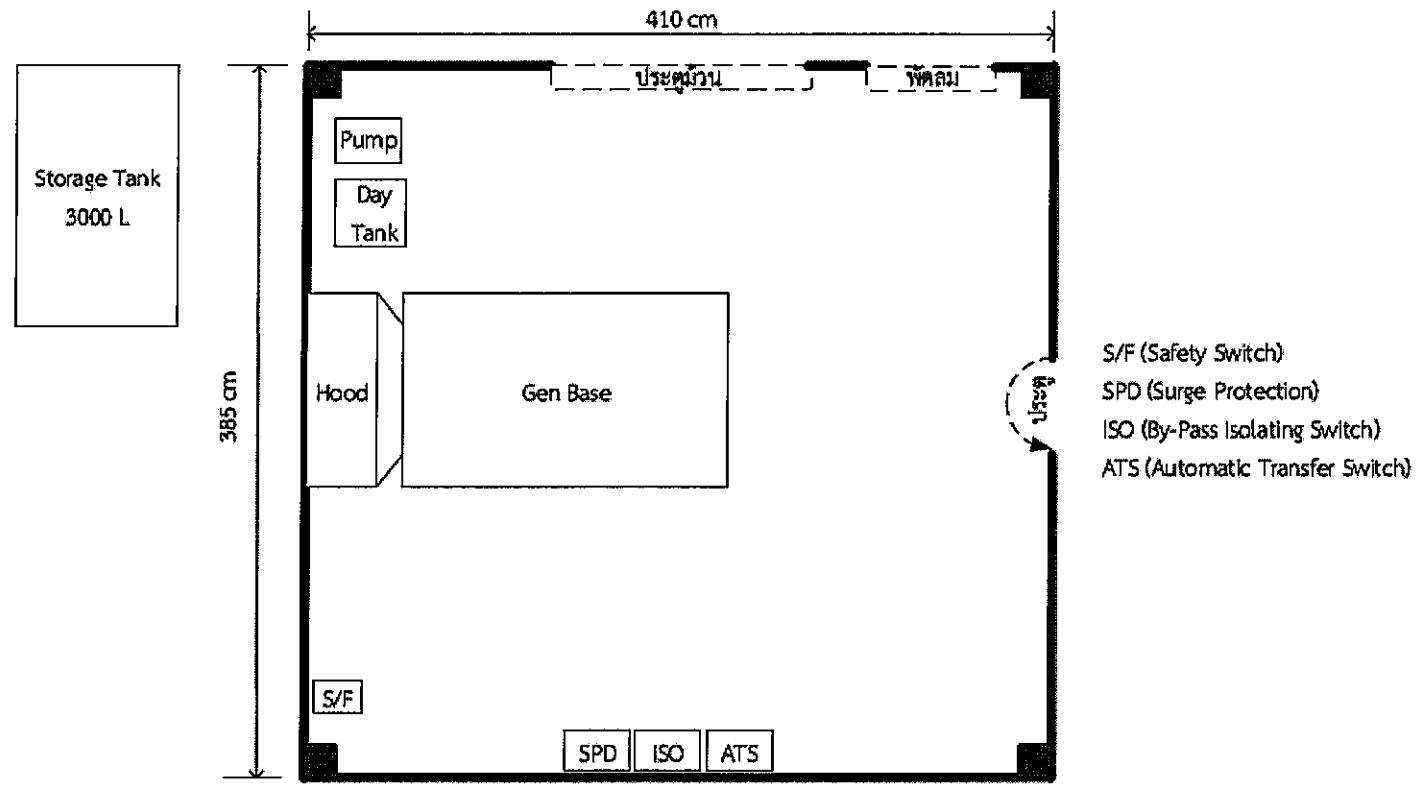 410 cm
ประตูม้วน
พัดลม
Pump
Storage Tank
3000 L
Day
Tank
385 cm
Hood
Gen Base
ประตู
S/F (Safety Switch)
SPD (Surge Protection)
ISO (By-Pass Isolating Switch)
ATS (Automatic Transfer Switch)
S/F
SPD
ISO
ATS